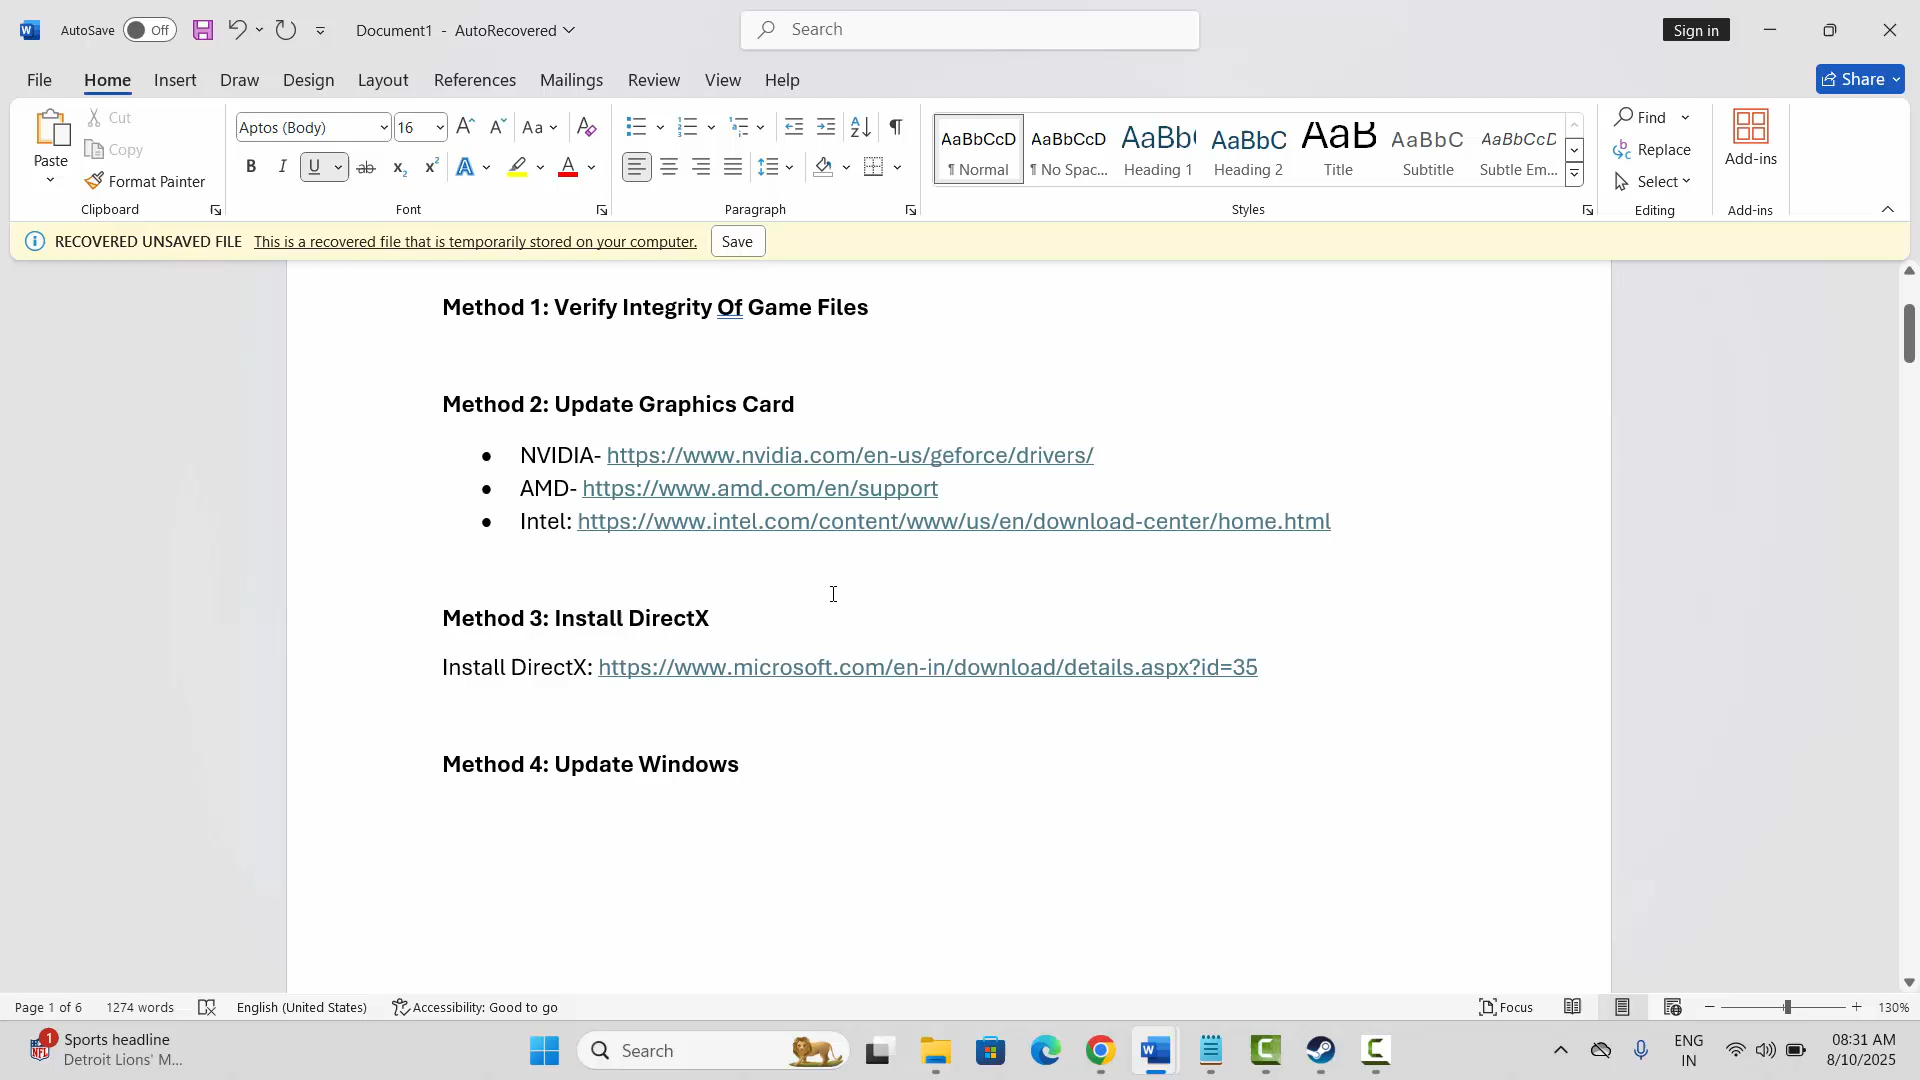 AutoSave Off Document1 - AutoRecovered Search Sign in
File Home Insert Draw Design Layout References Mailings Review View Help Share
Paste Cut Copy Format Painter Clipboard
Aptos (Body) 16 Font
Paragraph
AaBbCcD AaBbCcD AaBb( AaBbC AaB AaBbC AaBbCcD
¶ Normal ¶ No Spac... Heading 1 Heading 2 Title Subtitle Subtle Em...
Styles
Find Replace Select Editing
Add-ins Add-ins
RECOVERED UNSAVED FILE This is a recovered file that is temporarily stored on your computer. Save
Method 1: Verify Integrity Of Game Files
Method 2: Update Graphics Card
• NVIDIA- https://www.nvidia.com/en-us/geforce/drivers/
• AMD- https://www.amd.com/en/support
• Intel: https://www.intel.com/content/www/us/en/download-center/home.html
Method 3: Install DirectX
Install DirectX: https://www.microsoft.com/en-in/download/details.aspx?id=35
Method 4: Update Windows
Page 1 of 6 1274 words English (United States) Accessibility: Good to go Focus 130%
1 Sports headline
Detroit Lions' M...
Search
ENG
IN
08:31 AM
8/10/2025